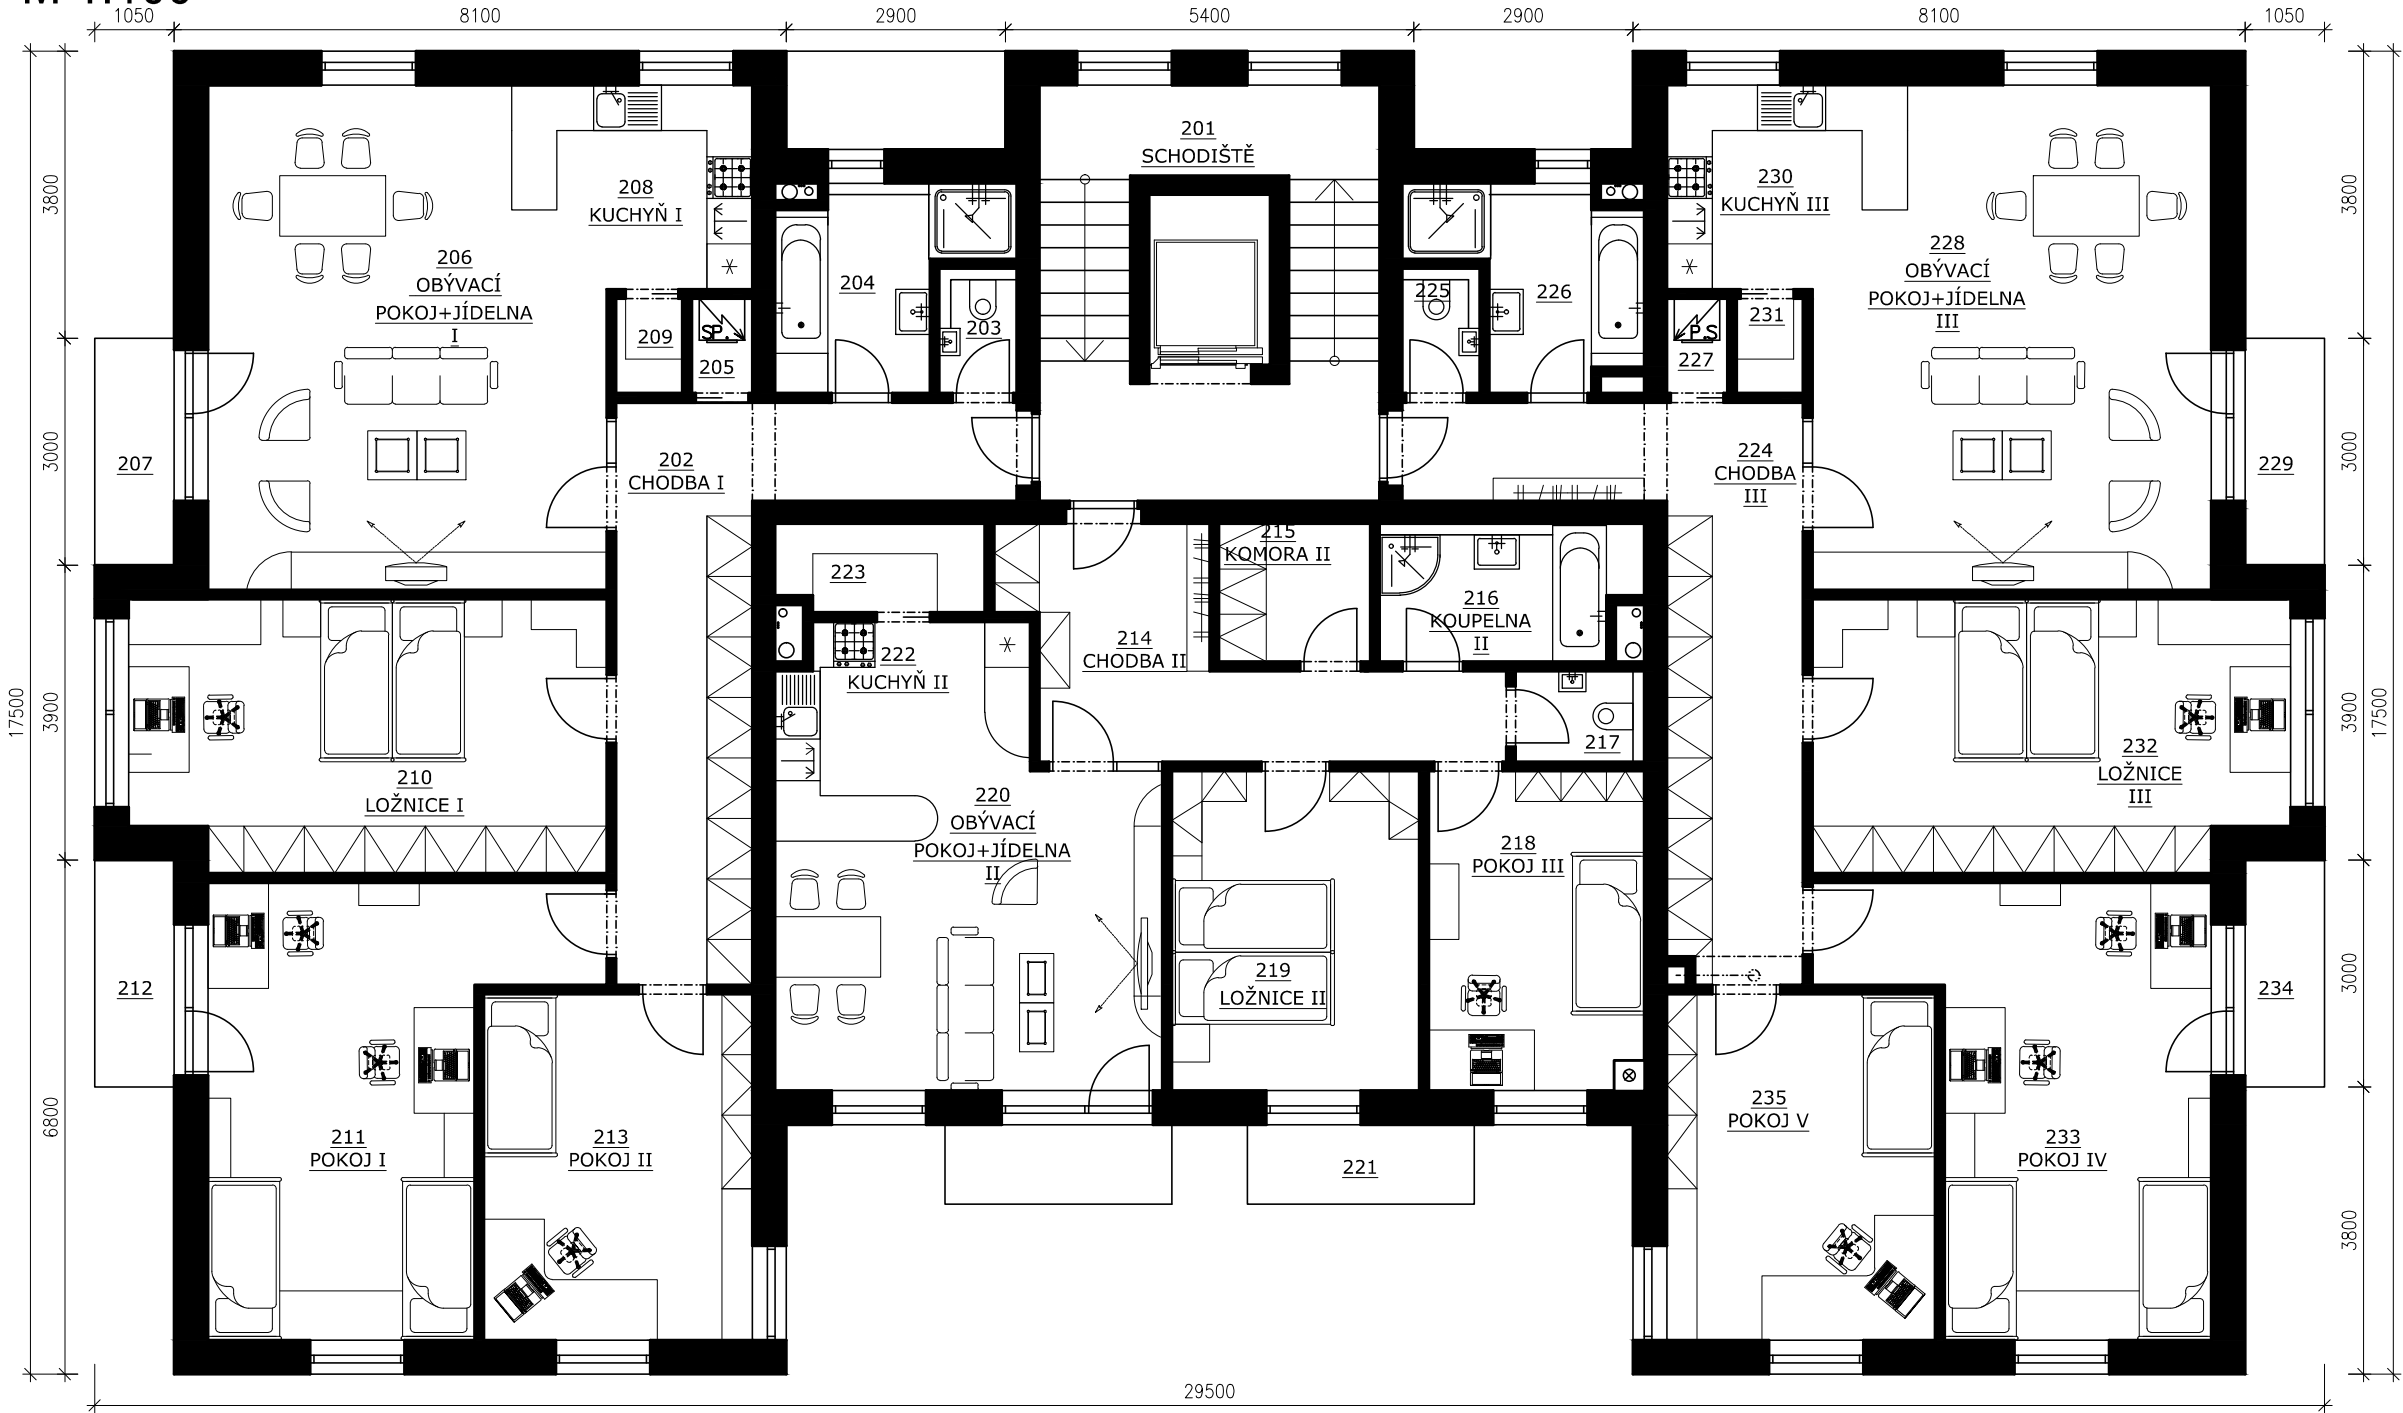 1050 8100 2900 5400 2900 8100 1050
201
SCHODIŠTĚ
208
KUCHYŇ I
230
KUCHYŇ III
206
OBÝVACÍ
POKOJ+JÍDELNA
I
204
203
225
226
228
OBÝVACÍ
POKOJ+JÍDELNA
III
209
SP.
205
P.S
227
231
207
202
CHODBA I
224
CHODBA
III
229
223
215
KOMORA II
216
KOUPELNA
II
214
CHODBA II
222
KUCHYŇ II
217
210
LOŽNICE I
220
OBÝVACÍ
POKOJ+JÍDELNA
II
218
POKOJ III
232
LOŽNICE
III
219
LOŽNICE II
212
234
211
POKOJ I
213
POKOJ II
221
235
POKOJ V
233
POKOJ IV
3800
3000
3900
6800
17500
3800
3000
3900
3000
3800
17500
29500